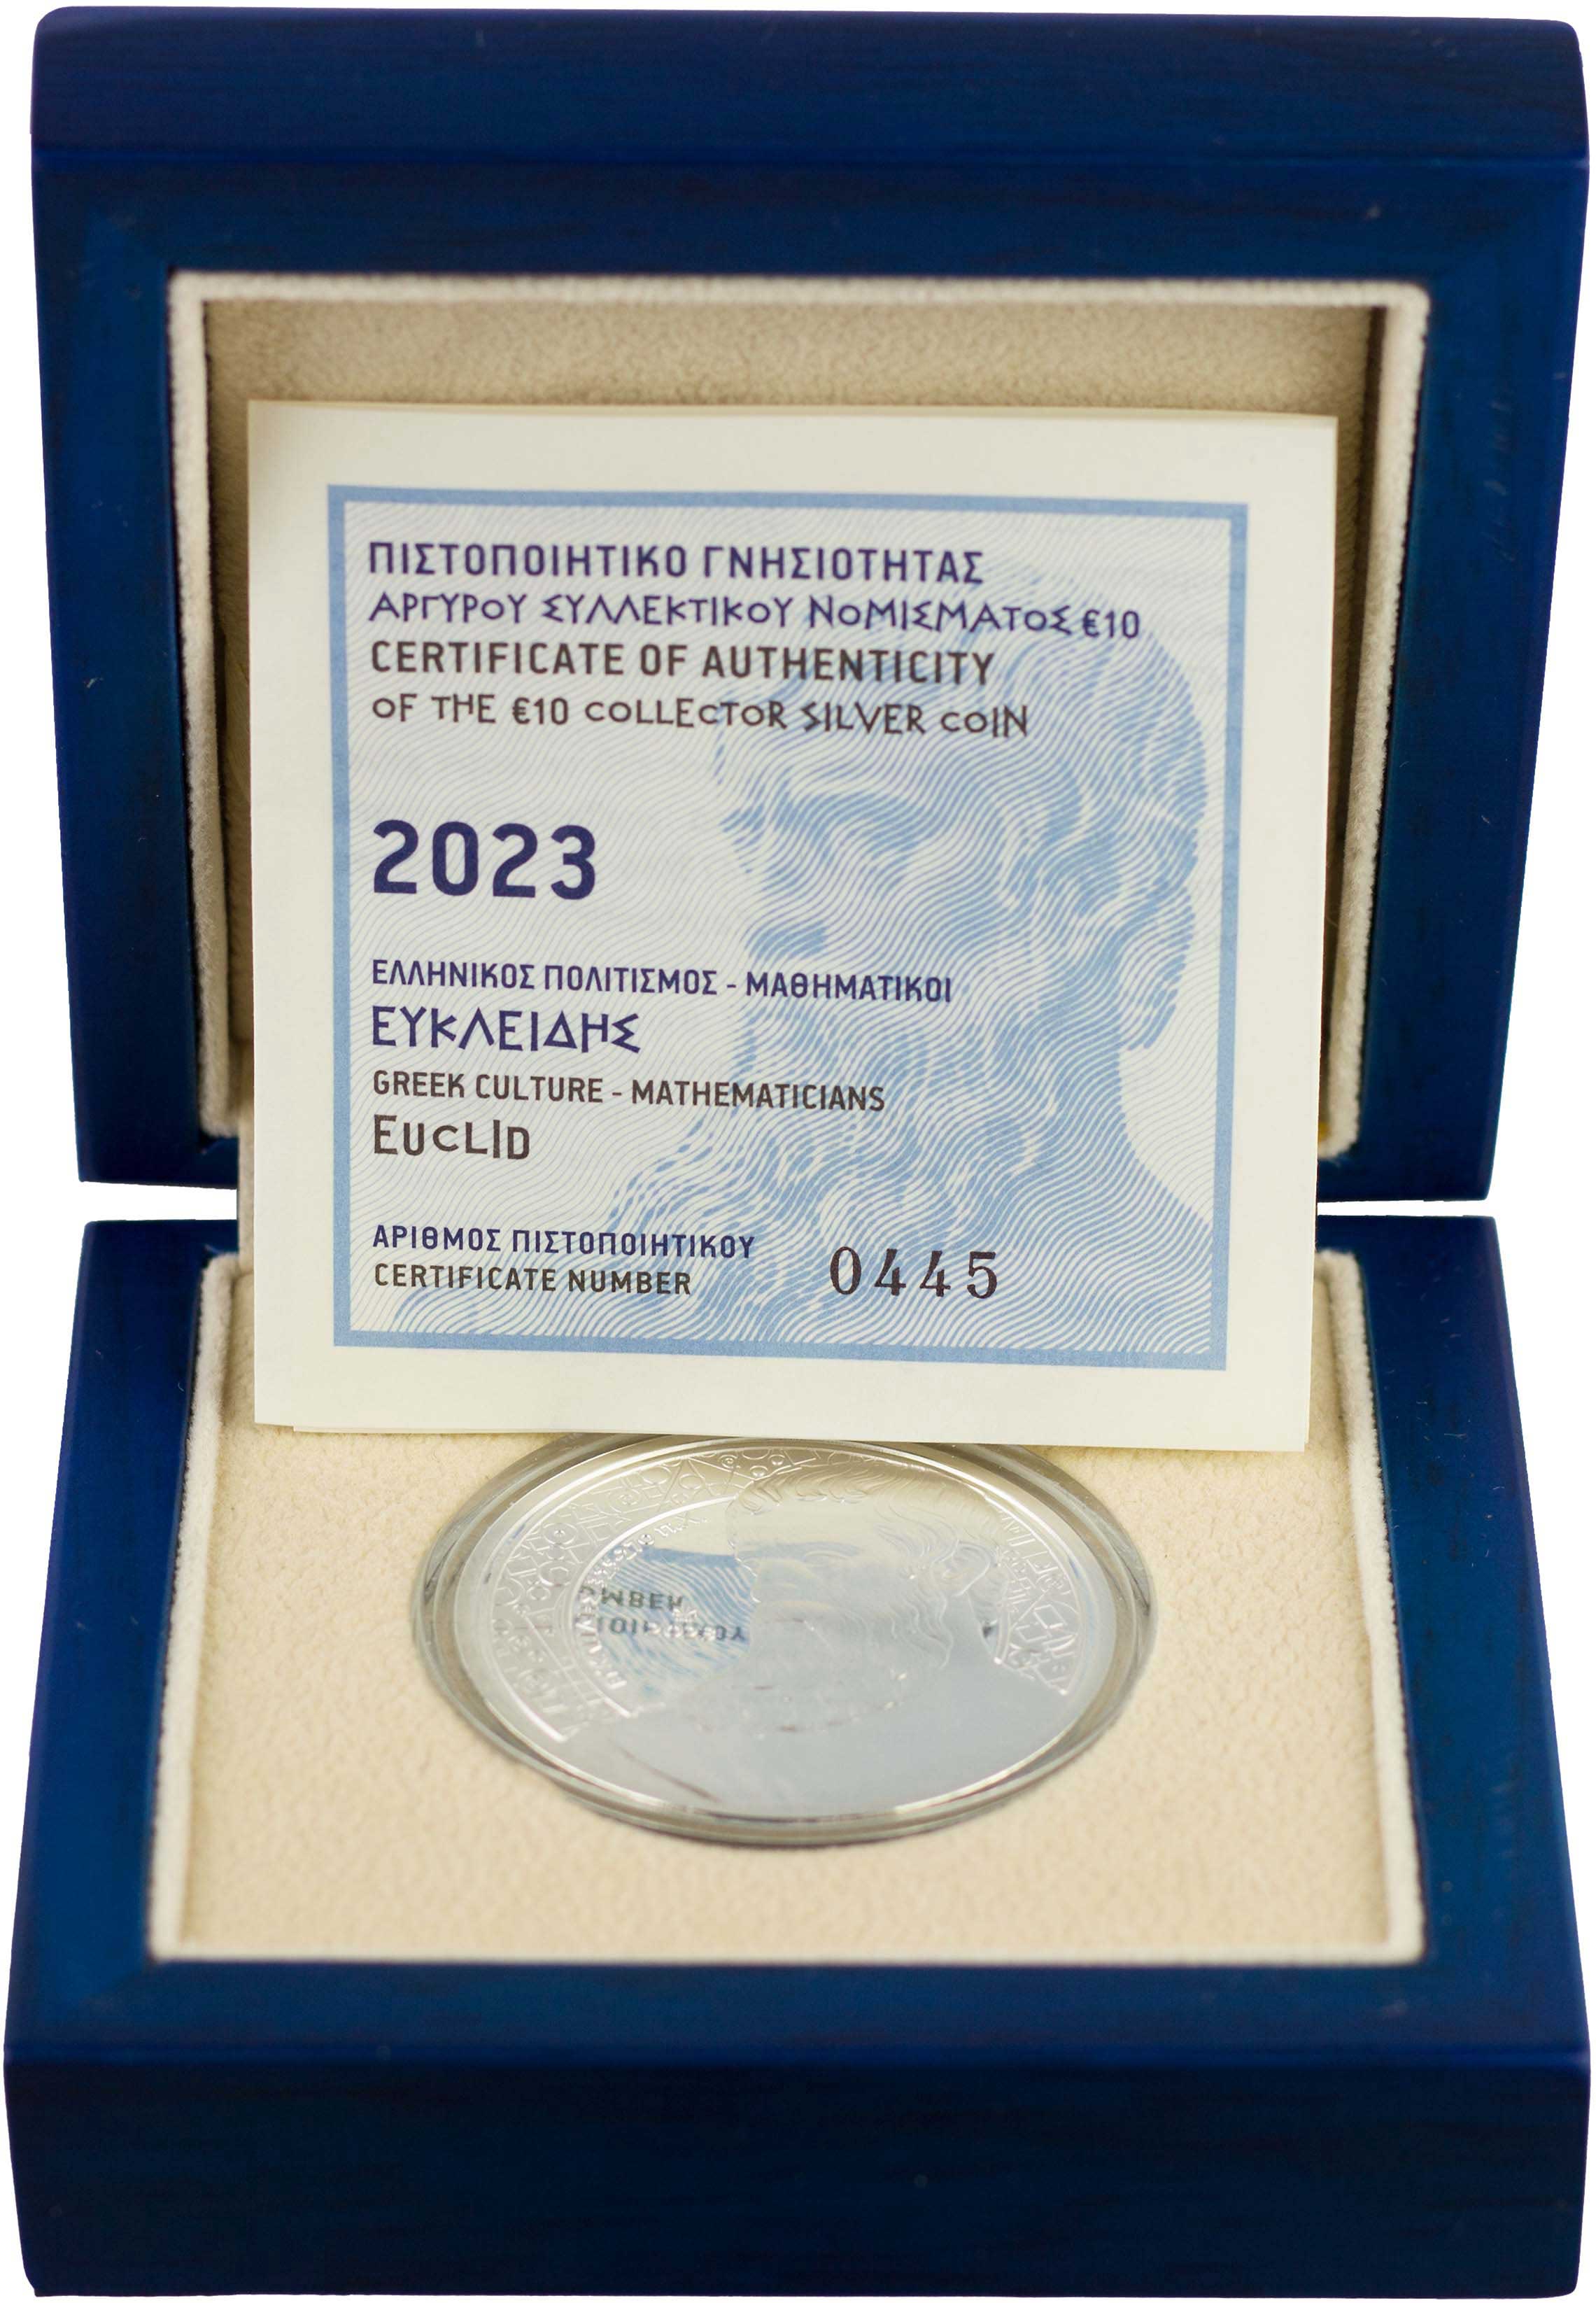 ΠΙΣΤΟΠΟΙΗΤΙΚΟ ΓΝΗΣΙΟΤΗΤΑΣ
ΑΡΓΥΡΟΥ ΣΥΛΛΕΚΤΙΚΟΥ ΝΟΜΙΣΜΑΤΟΣ €10
CERTIFICATE OF AUTHENTICITY
OF THE €10 COLLECTOR SILVER COIN
2023
ΕΛΛΗΝΙΚΟΣ ΠΟΛΙΤΙΣΜΟΣ - ΜΑΘΗΜΑΤΙΚΟΙ
ΕΥΚΛΕΙΔΗΣ
GREEK CULTURE - MATHEMATICIANS
EUCLID
ΑΡΙΘΜΟΣ ΠΙΣΤΟΠΟΙΗΤΙΚΟΥ
CERTIFICATE NUMBER 0445